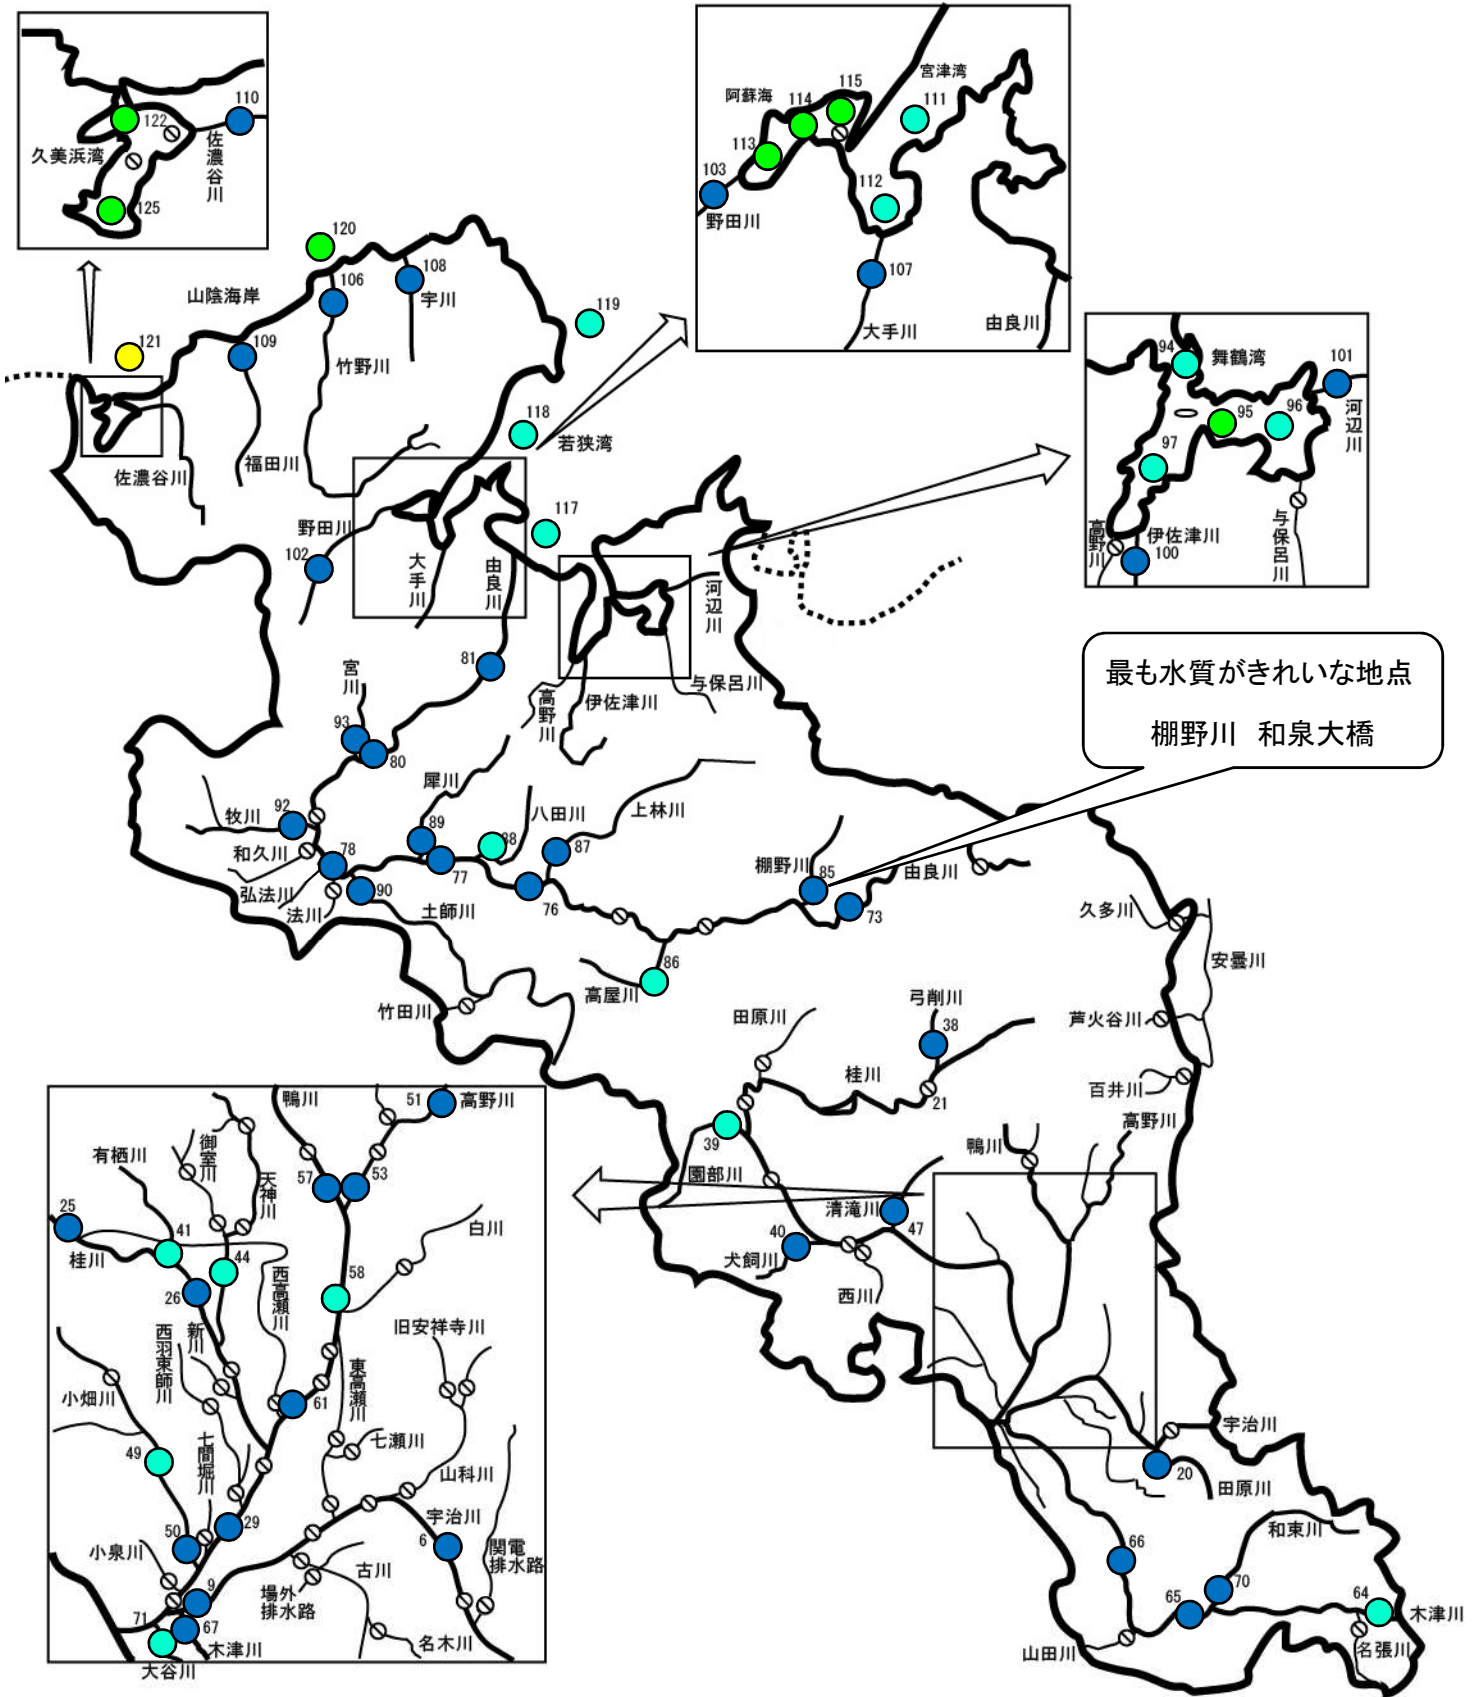 110
122
久美浜湾
佐濃谷川
125
宮津湾
115
阿蘇海
114
111
113
103
112
野田川
107
大手川
由良川
120
108
106
山陰海岸
宇川
119
121
109
竹野川
118
若狭湾
福田川
佐濃谷川
94
舞鶴湾
101
河辺川
95
96
97
高野川
伊佐津川
100
与保呂川
117
野田川
102
大手川
由良川
河辺川
81
宮川
高野川
伊佐津川
与保呂川
最も水質がきれいな地点
棚野川 和泉大橋
93
80
犀川
92
牧川
八田川
上林川
89
88
和久川
78
87
77
棚野川
85
由良川
弘法川
90
法川
土師川
76
73
久多川
安曇川
86
高屋川
竹田川
弓削川
田原川
38
芦火谷川
桂川
21
百井川
高野川
39
鴨川
園部川
清滝川
47
40
犬飼川
西川
鴨川
51
高野川
有栖川
御室川
天神川
57
53
25
41
白川
桂川
44
西高瀬川
58
26
新川
西羽束師川
旧安祥寺川
東高瀬川
小畑川
61
七瀬川
49
七間堀川
山科川
宇治川
50
29
6
小泉川
関電
排水路
9
古川
場外
排水路
71
67
木津川
名木川
大谷川
宇治川
20
田原川
和束川
66
70
65
64
木津川
山田川
名張川